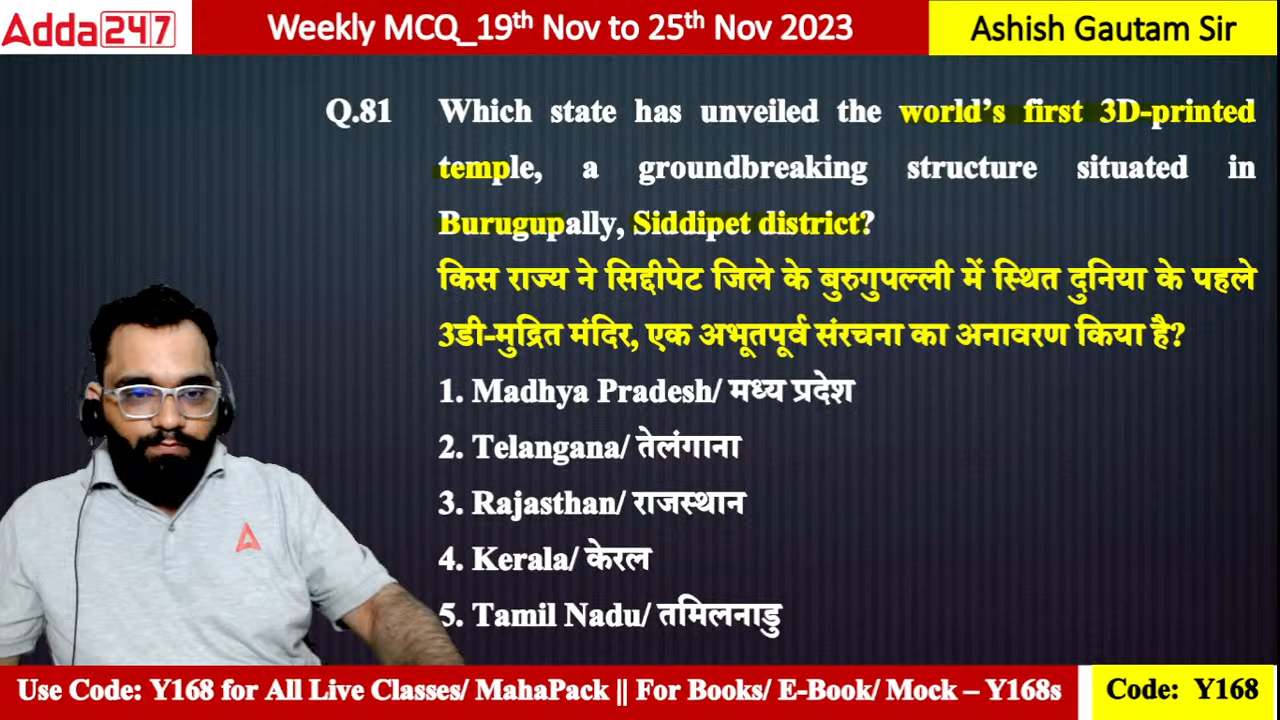 Adda247
Weekly MCQ_19th Nov to 25th Nov 2023
Ashish Gautam Sir
Q.81 Which state has unveiled the world’s first 3D-printed
temple, a groundbreaking structure situated in
Burugupally, Siddipet district?
किस राज्य ने सिद्दीपेट जिले के बुरुगुपल्ली में स्थित दुनिया के पहले
3डी-मुद्रित मंदिर, एक अभूतपूर्व संरचना का अनावरण किया है?
1. Madhya Pradesh/ मध्य प्रदेश
2. Telangana/ तेलंगाना
3. Rajasthan/ राजस्थान
4. Kerala/ केरल
5. Tamil Nadu/ तमिलनाडु
Use Code: Y168 for All Live Classes/ MahaPack || For Books/ E-Book/ Mock – Y168s
Code: Y168